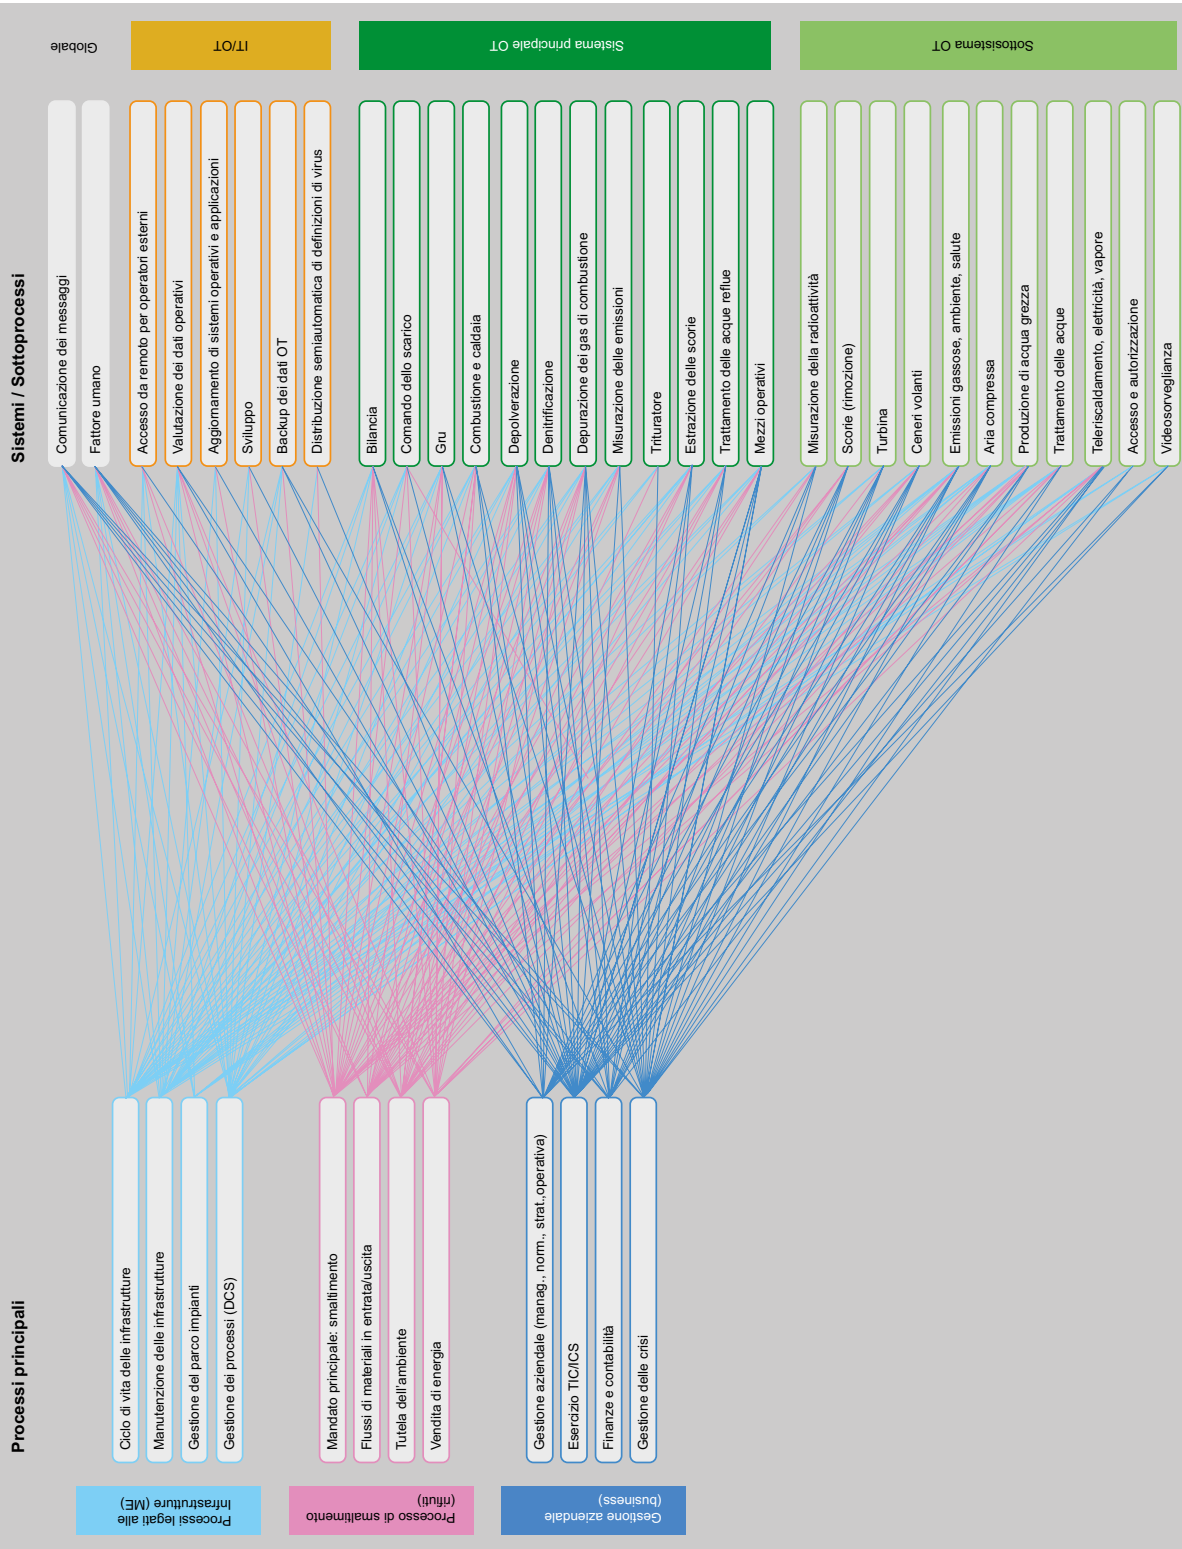 Processi principali
Sistemi / Sottoprocessi
Processi legati alle
Infrastrutture (ME)
Ciclo di vita delle infrastrutture
Manutenzione delle infrastrutture
Gestione del parco impianti
Gestione dei processi (DCS)
Processo di smaltimento
(rifiuti)
Mandato principale: smaltimento
Flussi di materiali in entrata/uscita
Tutela dell'ambiente
Vendita di energia
Gestione aziendale
(business)
Gestione aziendale (manag., norm., strat.,operativa)
Esercizio TIC/ICS
Finanze e contabilità
Gestione delle crisi
Globale
Comunicazione dei messaggi
Fattore umano
IT/OT
Accesso da remoto per operatori esterni
Valutazione dei dati operativi
Aggiornamento di sistemi operativi e applicazioni
Sviluppo
Backup dei dati OT
Distribuzione semiautomatica di definizioni di virus
Sistema principale OT
Bilancia
Comando dello scarico
Gru
Combustione e caldaia
Depolverazione
Denitrificazione
Depurazione dei gas di combustione
Misurazione delle emissioni
Trituratore
Estrazione delle scorie
Trattamento delle acque reflue
Mezzi operativi
Sottosistema OT
Misurazione della radioattività
Scorie (rimozione)
Turbina
Ceneri volanti
Emissioni gassose, ambiente, salute
Aria compressa
Produzione di acqua grezza
Trattamento delle acque
Teleriscaldamento, elettricità, vapore
Accesso e autorizzazione
Videosorveglianza